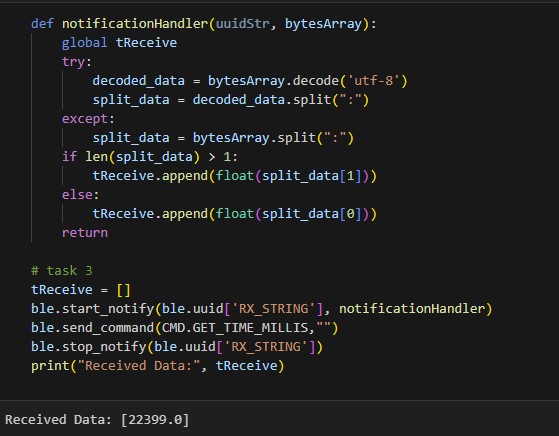 def notificationHandler(uuidStr, bytesArray):
    global tReceive
    try:
        decoded_data = bytesArray.decode('utf-8')
        split_data = decoded_data.split(":")
    except:
        split_data = bytesArray.split(":")
    if len(split_data) > 1:
        tReceive.append(float(split_data[1]))
    else:
        tReceive.append(float(split_data[0]))
    return
# task 3
tReceive = []
ble.start_notify(ble.uuid['RX_STRING'], notificationHandler)
ble.send_command(CMD.GET_TIME_MILLIS,"")
ble.stop_notify(ble.uuid['RX_STRING'])
print("Received Data:", tReceive)
Received Data: [22399.0]